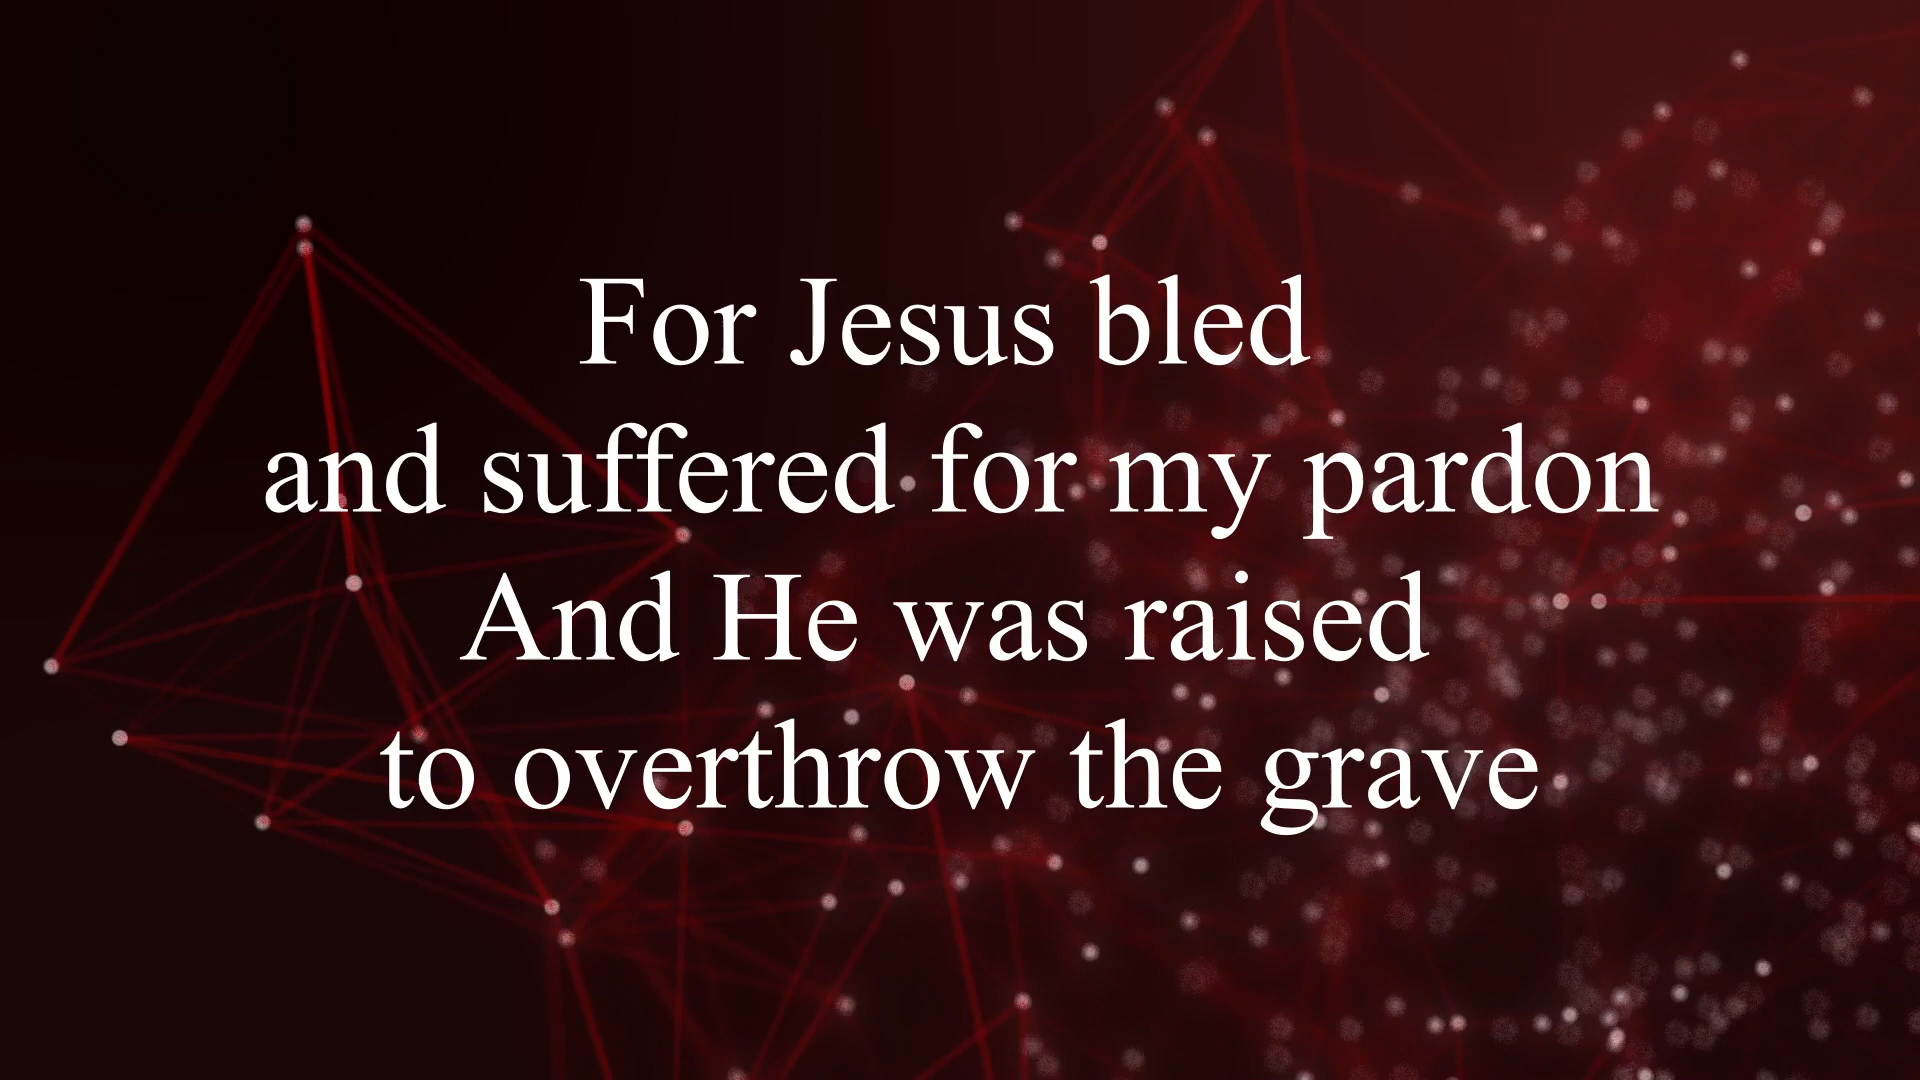 For Jesus bled
and suffered for my pardon
And He was raised
to overthrow the grave